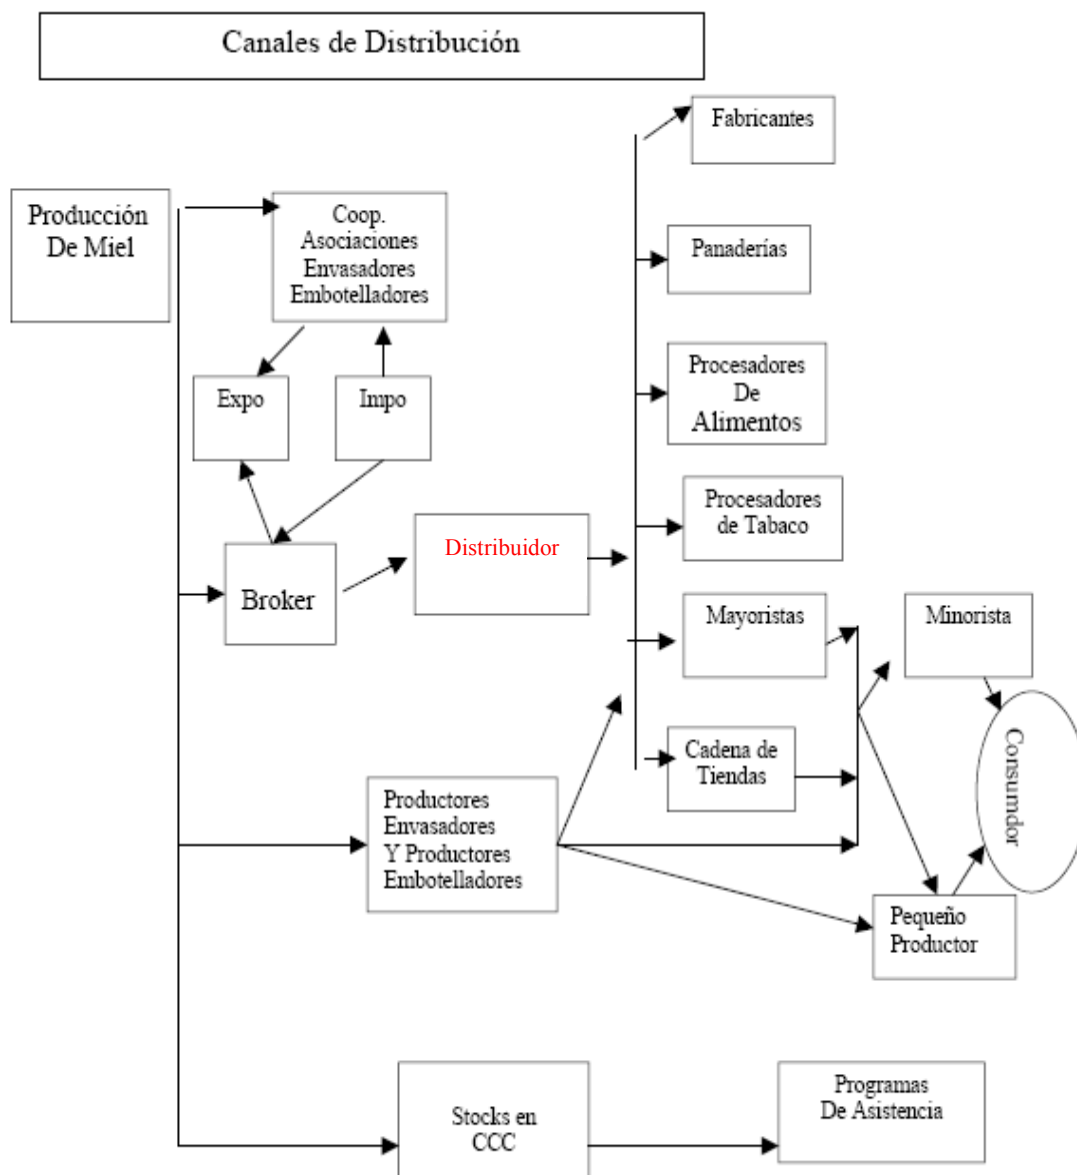 Canales de Distribución
Fabricantes
Producción
De Miel
Coop.
Asociaciones
Envasadores
Embotelladores
Panaderías
Expo
Impo
Procesadores
De
Alimentos
Procesadores
de Tabaco
Distribuidor
Broker
Mayoristas
Minorista
Cadena de
Tiendas
Consumdor
Productores
Envasadores
Y Productores
Embotelladores
Pequeño
Productor
Stocks en
CCC
Programas
De Asistencia